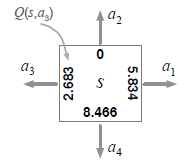 Q(s,a₃)
a₂
0
a₃
2.683
s
5.834
a₁
8.466
a₄